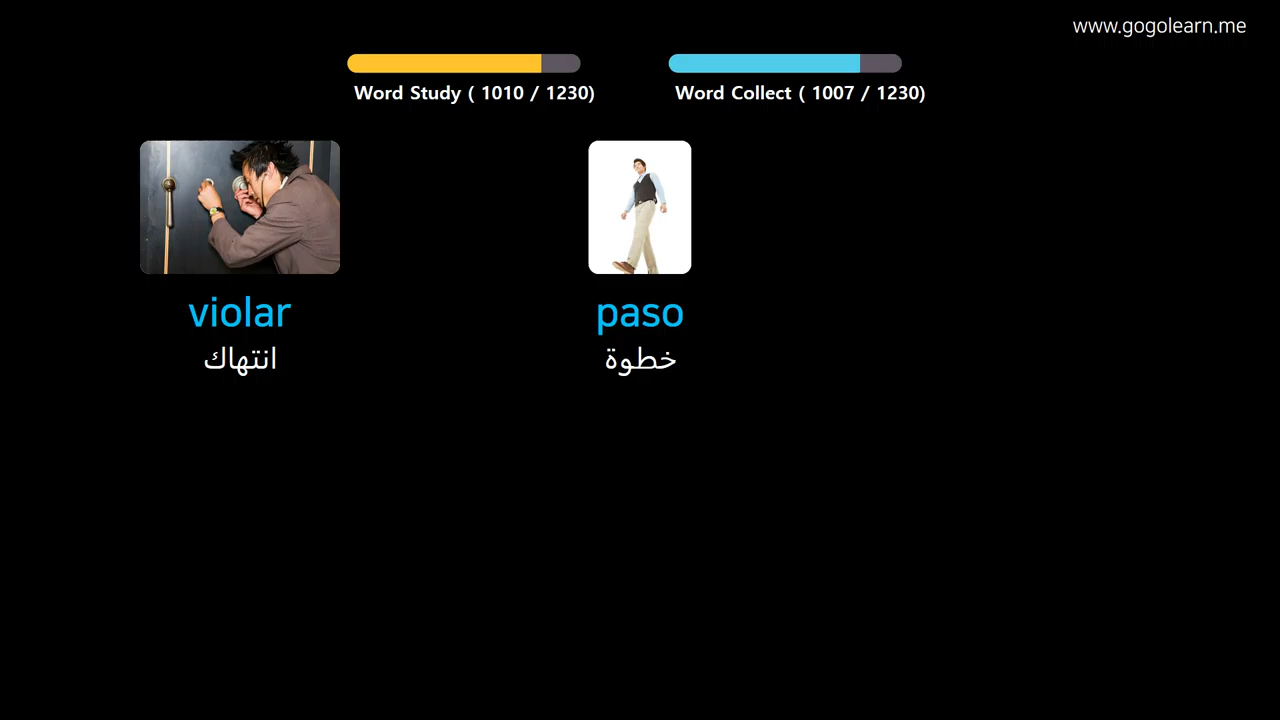 www.gogolearn.me
Word Study ( 1010 / 1230)
Word Collect ( 1007 / 1230)
violar
انتهاك
paso
خطوة